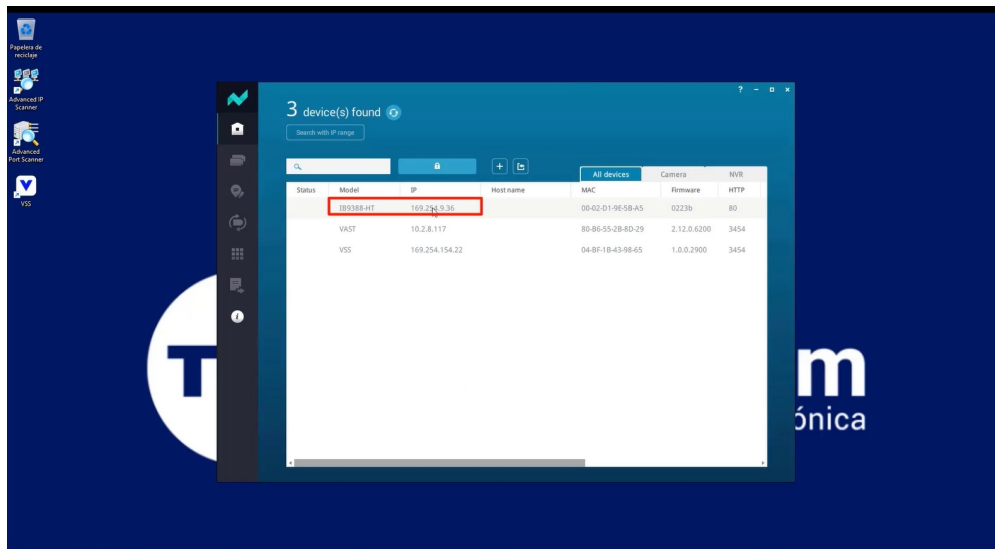 Papelera de
reciclaje
Advanced IP
Scanner
Advanced
Port Scanner
VSS
? - □ ×
3 device(s) found
Search with IP range
All devices Camera NVR
Status Model IP Host name MAC Firmware HTTP
IB9388-HT 169.254.9.36 00-02-D1-9E-5B-A5 0223b 80
VAST 10.2.8.117 80-B6-55-2B-8D-29 2.12.0.6200 3454
VSS 169.254.154.22 04-BF-1B-43-98-65 1.0.0.2900 3454
T m
ónica